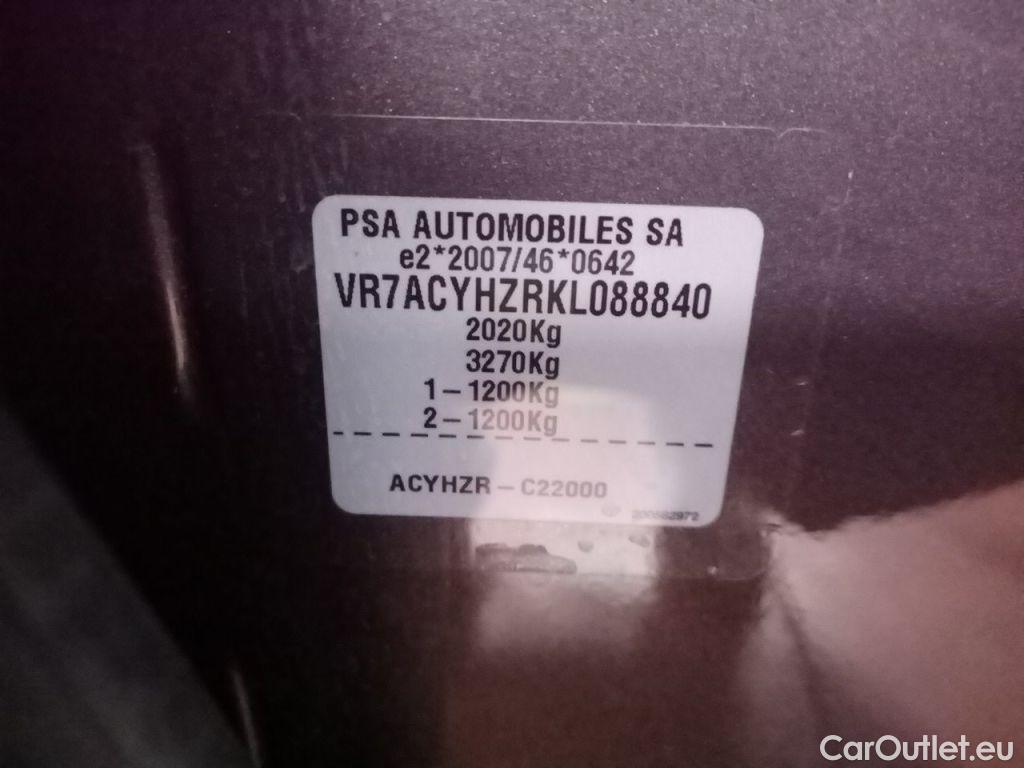 PSA AUTOMOBILES SA
e2*2007/46*0642
VR7ACYHZRKL088840
2020Kg
3270Kg
1-1200Kg
2-1200Kg
ACYHZR - C22000
CarOutlet.eu